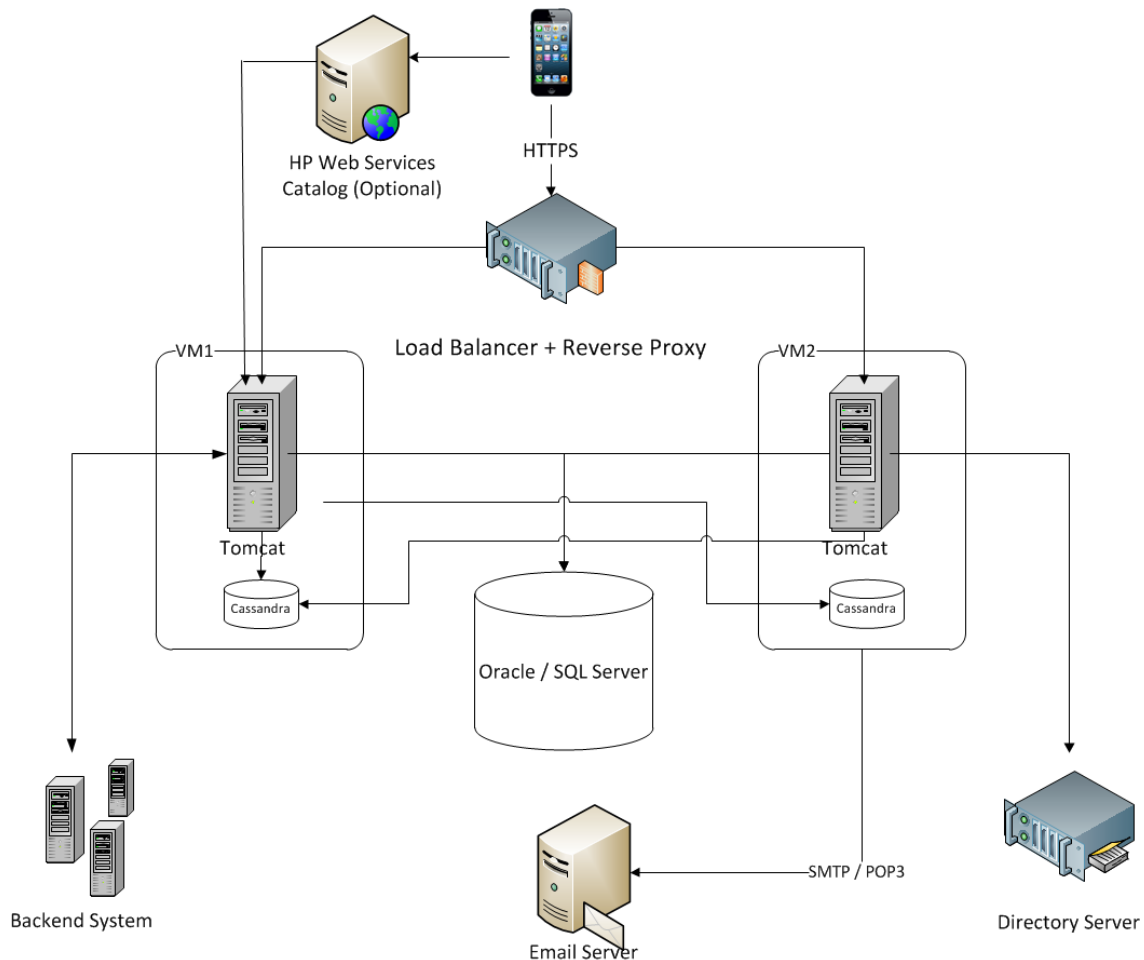 HTTPS
HP Web Services
Catalog (Optional)
Load Balancer + Reverse Proxy
VM1
VM2
Tomcat
Tomcat
Cassandra
Cassandra
Oracle / SQL Server
SMTP / POP3
Backend System
Email Server
Directory Server